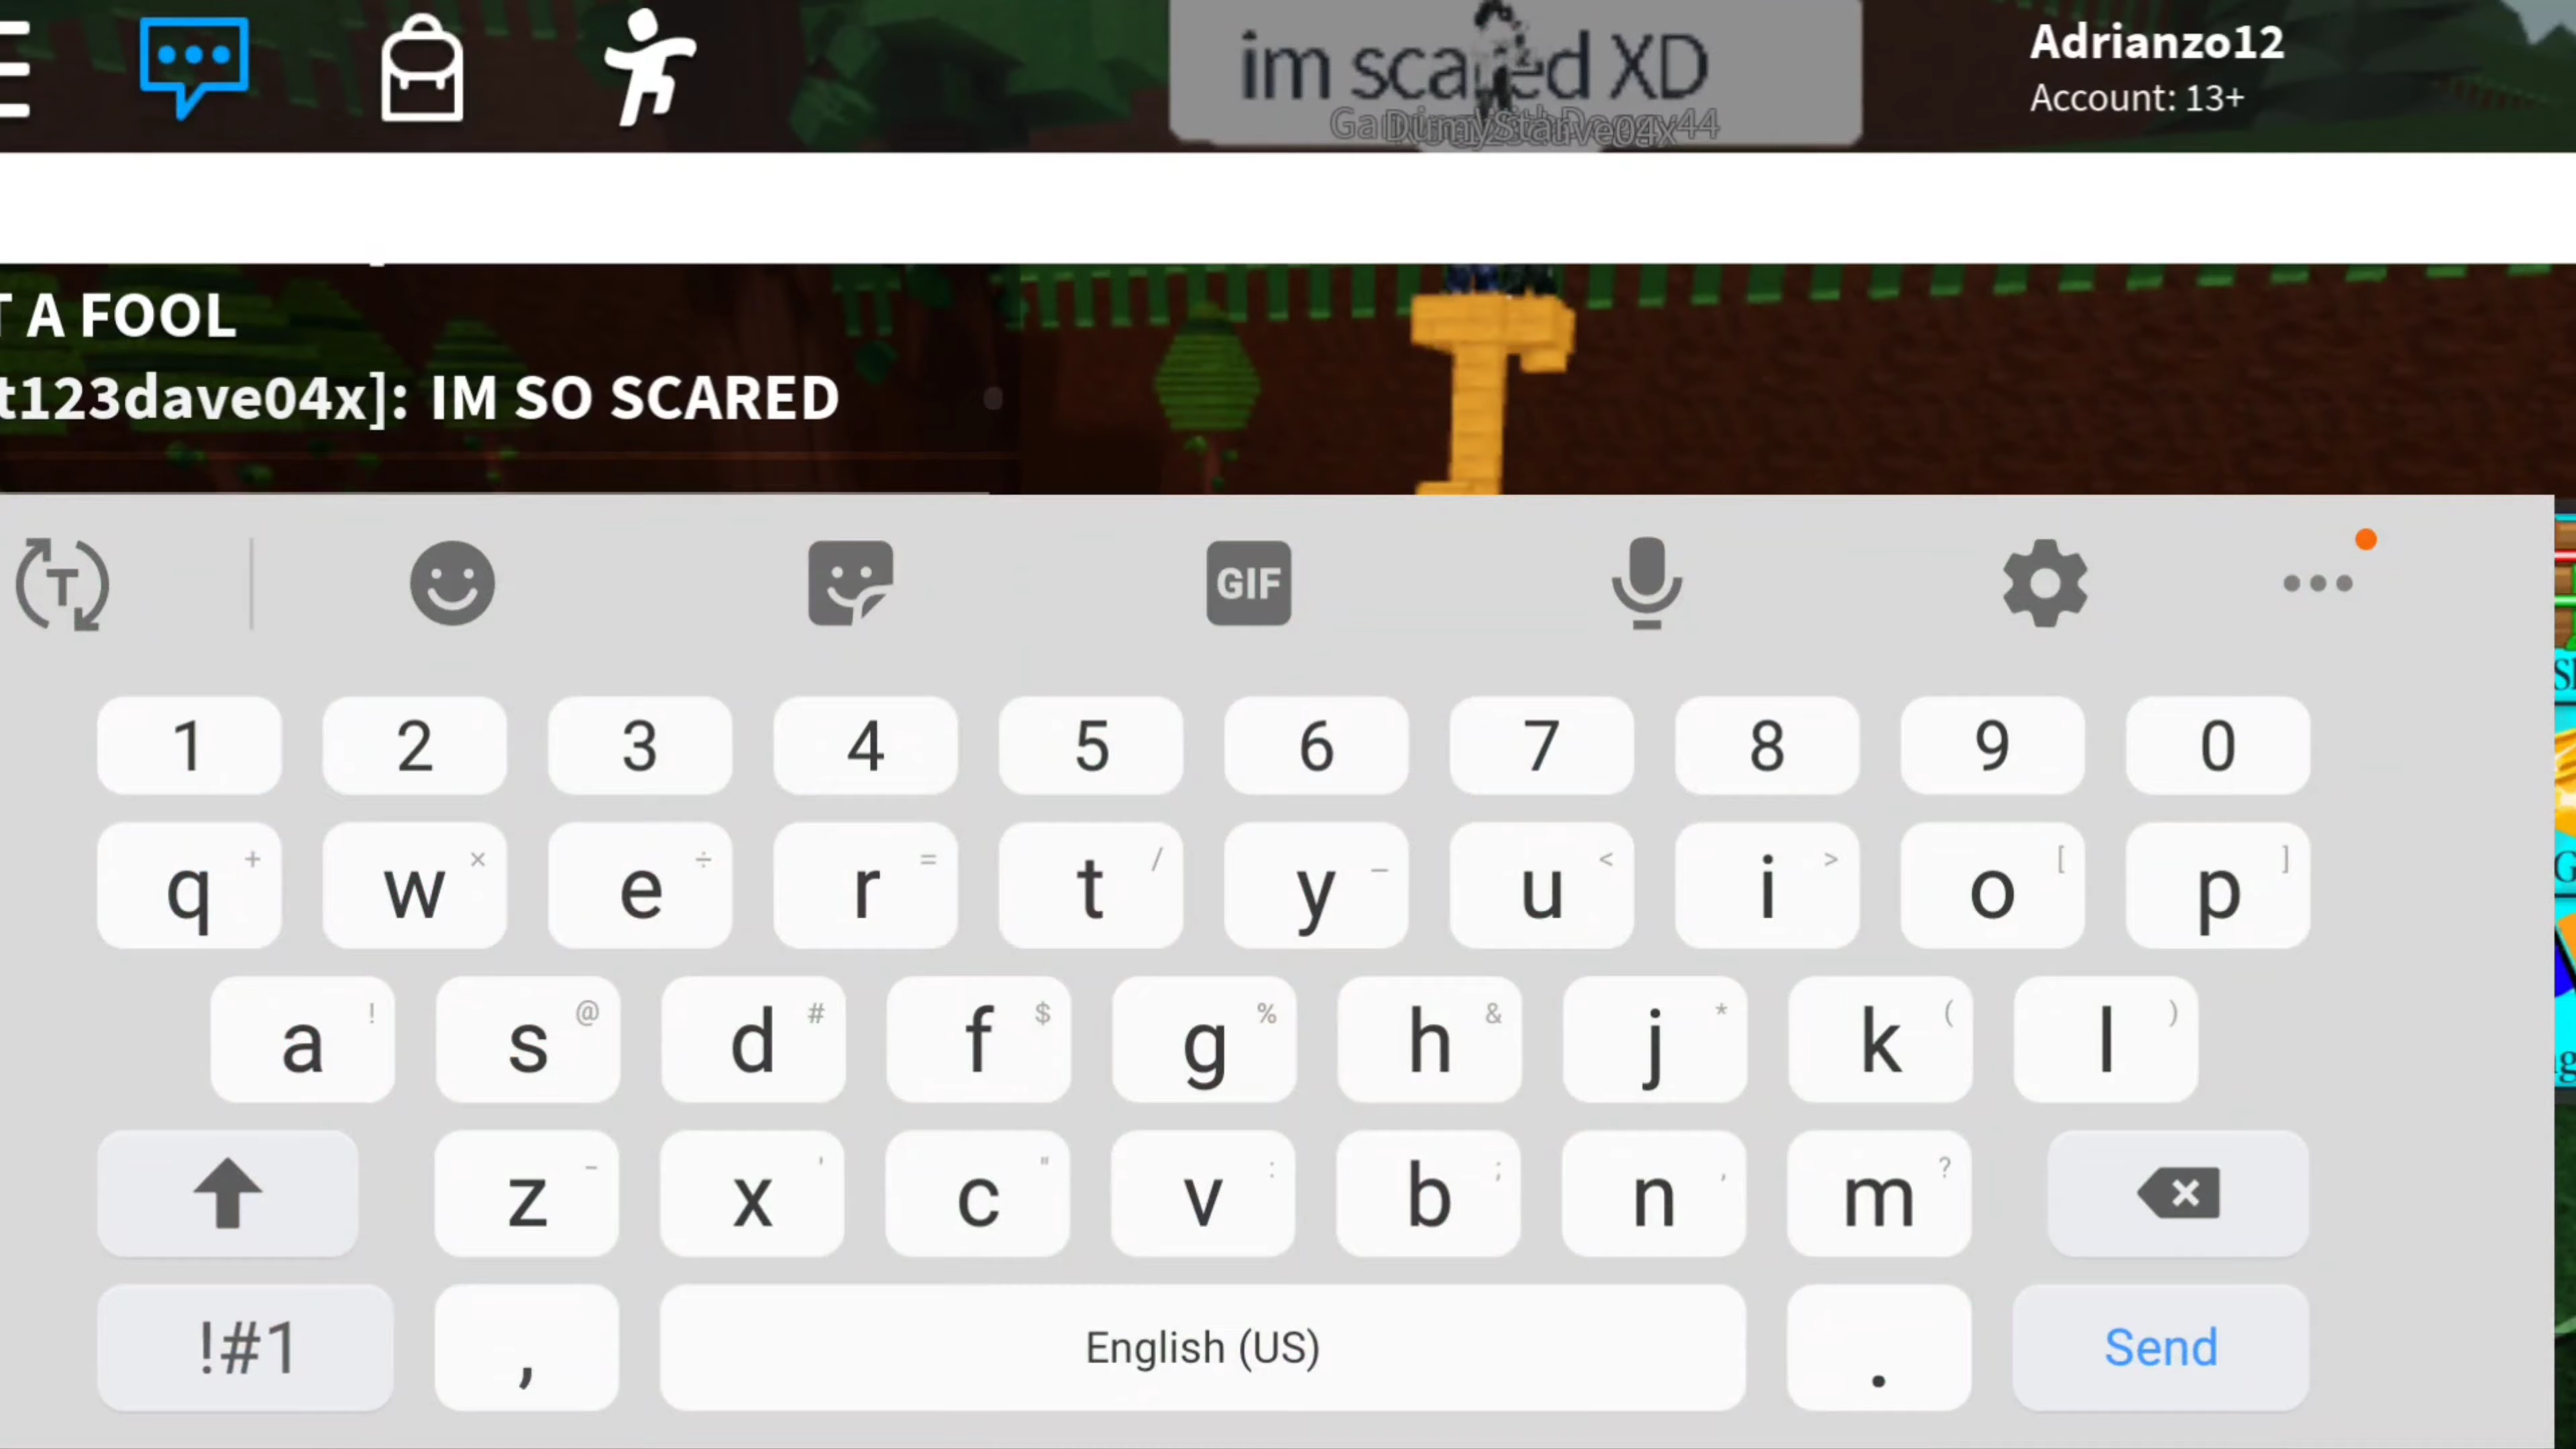 im scared XD
Adrianzo12
Account: 13+
T A FOOL
t123dave04x]: IM SO SCARED
T
GIF
1 2 3 4 5 6 7 8 9 0
q + w × e ÷ r = t / y _ u < i > o [ p ]
a ! s @ d # f $ g % h & j * k ( l )
z - x ' c " v : b ; n , m ?
!#1 , English (US) . Send